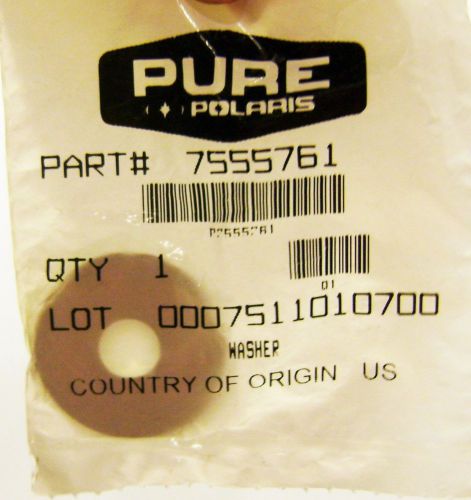 PURE
POLARIS
PART# 7555761
P7555761
QTY 1
01
LOT 0007511010700
WASHER
COUNTRY OF ORIGIN US